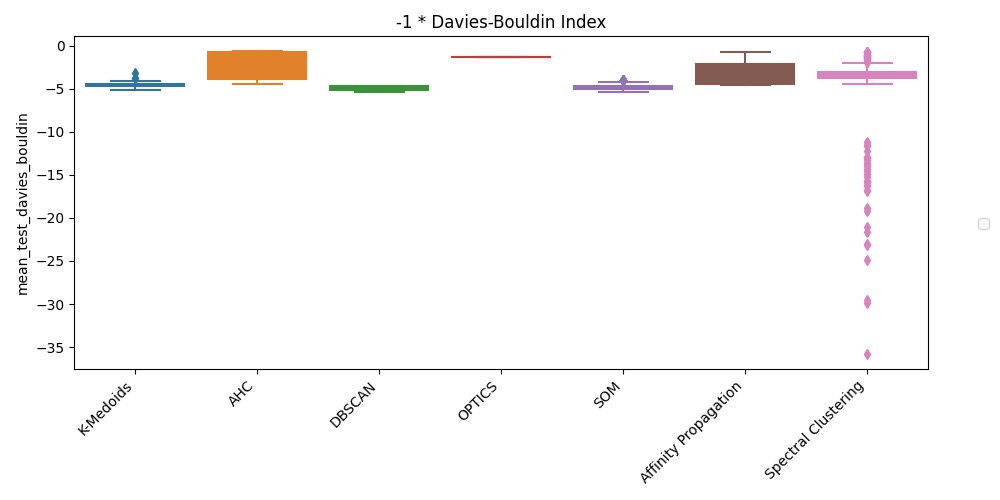 -1 * Davies-Bouldin Index
mean_test_davies_bouldin
0
−5
−10
−15
−20
−25
−30
−35
K-Medoids
AHC
DBSCAN
OPTICS
SOM
Affinity Propagation
Spectral Clustering